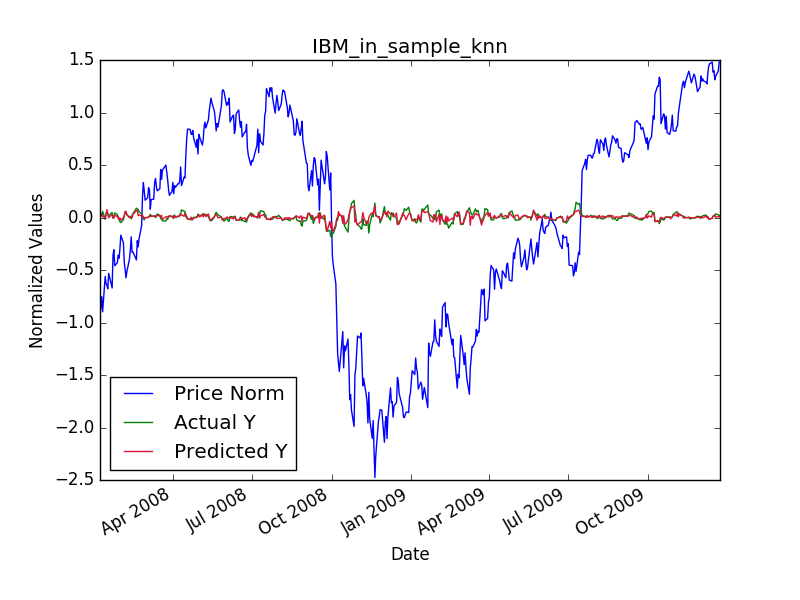 IBM_in_sample_knn
1.5
1.0
0.5
0.0
−0.5
−1.0
−1.5
−2.0
−2.5
Normalized Values
Price Norm
Actual Y
Predicted Y
Apr 2008
Jul 2008
Oct 2008
Jan 2009
Apr 2009
Jul 2009
Oct 2009
Date